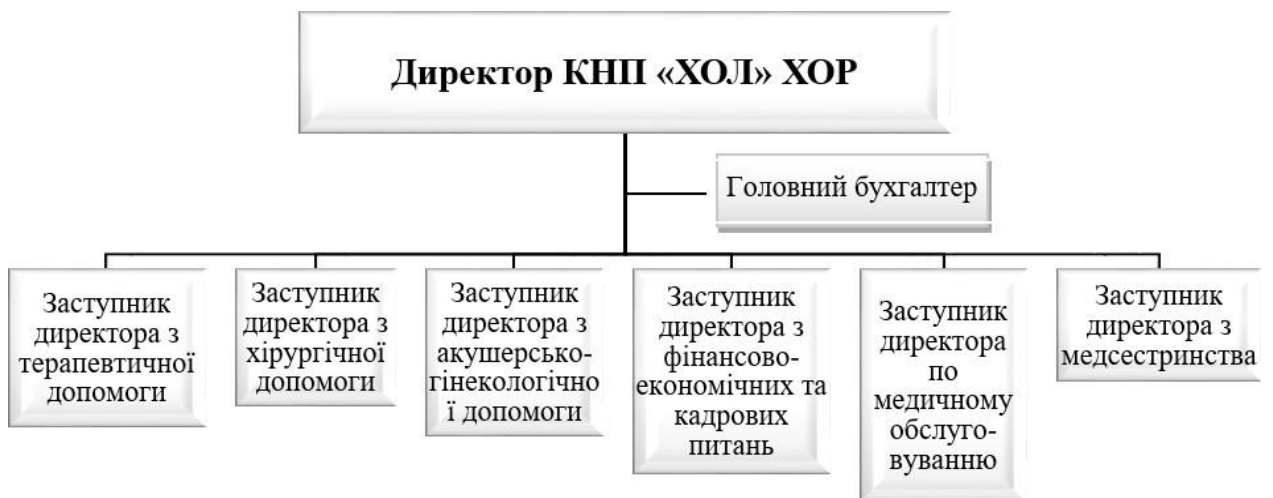 Директор КНП «ХОЛ» ХОР
Головний бухгалтер
Заступник
директора з
терапевтичної
допомоги
Заступник
директора з
хірургічної
допомоги
Заступник
директора з
акушерсько-
гінекологічно
ї допомоги
Заступник
директора з
фінансово-
економічних та
кадрових
питань
Заступник
директора
по
медичному
обслуго-
вуванню
Заступник
директора з
медсестринства